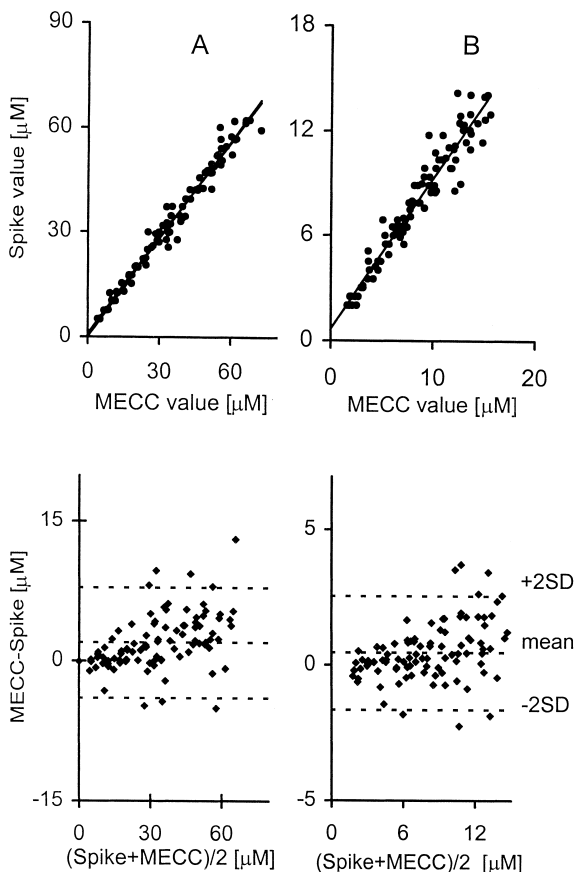 A
B
Spike value [µM]
90
60
30
0
0 30 60
MECC value [µM]
18
12
6
0
0 10 20
MECC value [µM]
MECC-Spike [µM]
15
0
-15
0 30 60
(Spike+MECC)/2 [µM]
5
0
-5
0 6 12
(Spike+MECC)/2 [µM]
+2SD
mean
-2SD